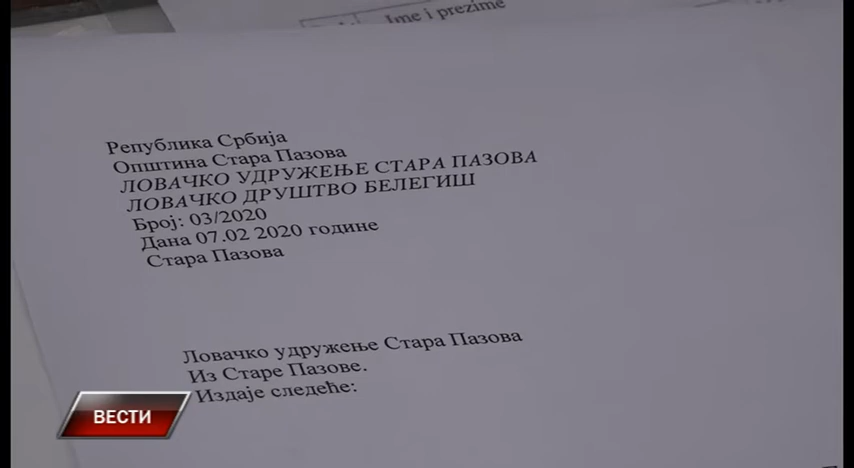 Ime i prezime
Република Србија
Општина Стара Пазова
ЛОВАЧКО УДРУЖЕЊЕ СТАРА ПАЗОВА
ЛОВАЧКО ДРУШТВО БЕЛЕГИШ
Број: 03/2020
Дана 07.02 2020 године
Стара Пазова
Ловачко удружење Стара Пазова
Из Старе Пазове.
Издаје следеће:
ВЕСТИ